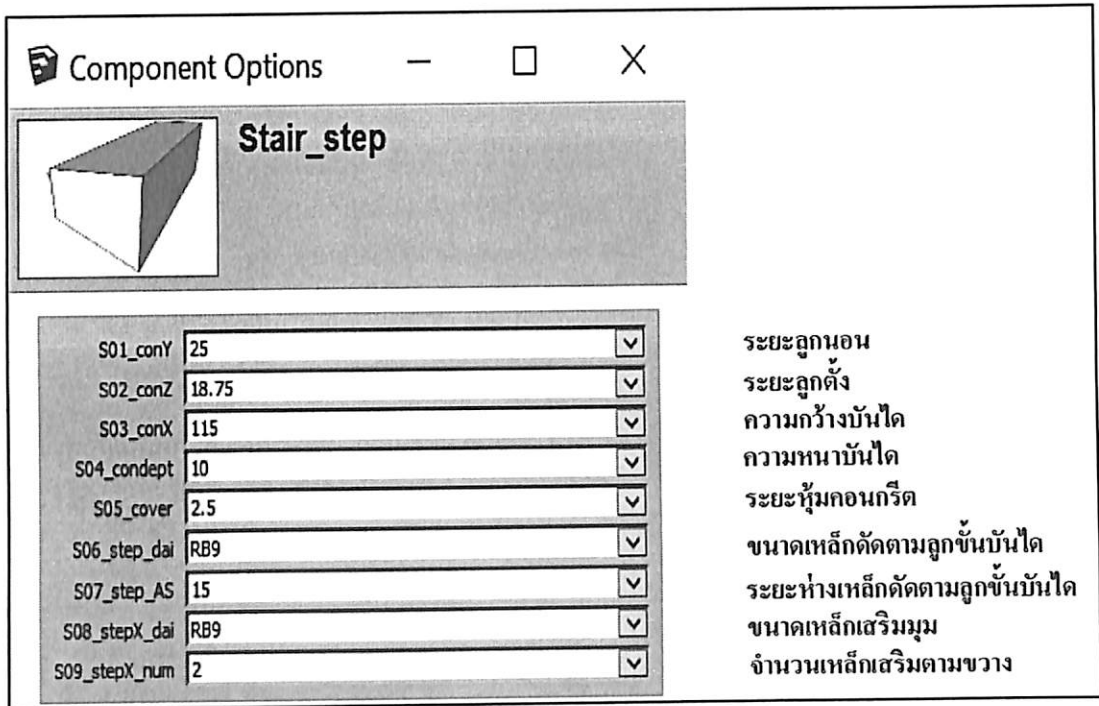 Component Options
Stair_step
S01_conY 25 ระยะลูกนอน
S02_conZ 18.75 ระยะลูกตั้ง
S03_conX 115 ความกว้างบันได
S04_condept 10 ความหนาบันได
S05_cover 2.5 ระยะหุ้มคอนกรีต
S06_step_dai RB9 ขนาดเหล็กดัดตามลูกขั้นบันได
S07_step_AS 15 ระยะห่างเหล็กดัดตามลูกขั้นบันได
S08_stepX_dai RB9 ขนาดเหล็กเสริมมุม
S09_stepX_num 2 จำนวนเหล็กเสริมตามขวาง